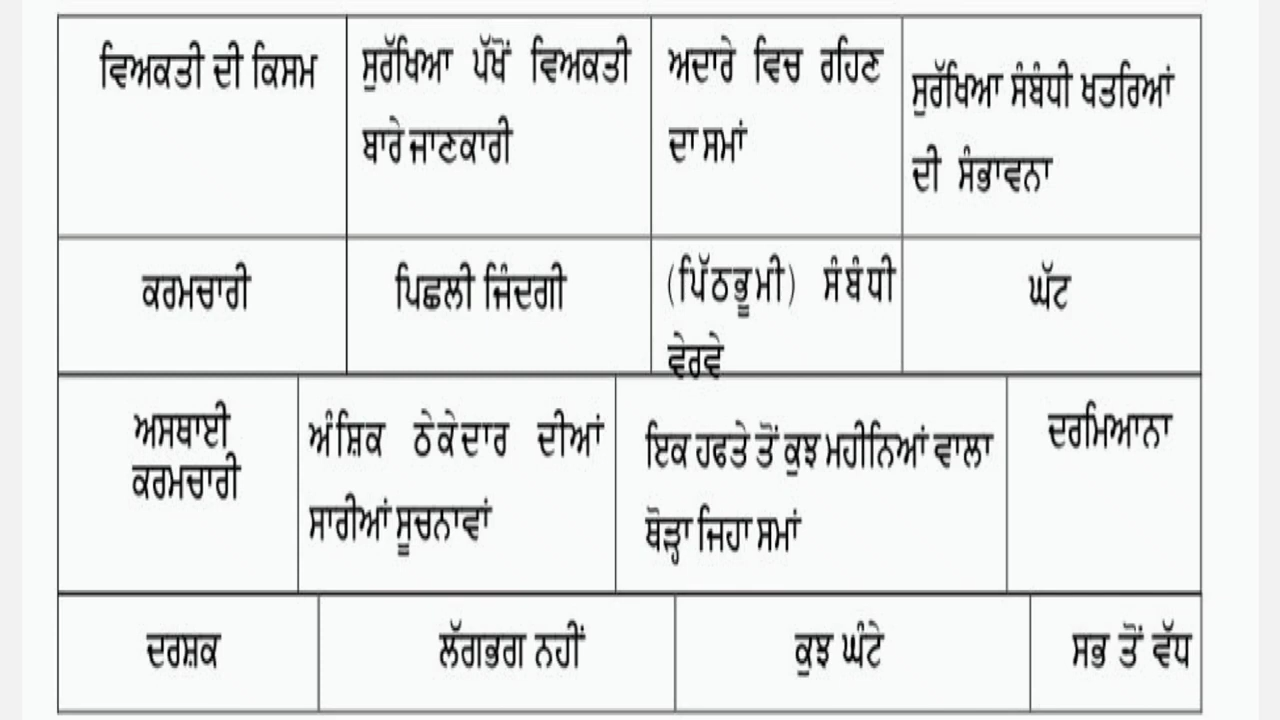 ਵਿਅਕਤੀ ਦੀ ਕਿਸਮ
ਸੁਰੱਖਿਆ ਪੱਖੋਂ ਵਿਅਕਤੀ
ਬਾਰੇ ਜਾਣਕਾਰੀ
ਅਦਾਰੇ ਵਿਚ ਰਹਿਣ
ਦਾ ਸਮਾਂ
ਸੁਰੱਖਿਆ ਸੰਬੰਧੀ ਖਤਰਿਆਂ
ਦੀ ਸੰਭਾਵਨਾ
ਕਰਮਚਾਰੀ
ਪਿਛਲੀ ਜਿੰਦਗੀ
(ਪਿੱਠਭੂਮੀ) ਸੰਬੰਧੀ
ਵੇਰਵੇ
ਘੱਟ
ਅਸਥਾਈ
ਕਰਮਚਾਰੀ
ਅੰਸ਼ਿਕ ਠੇਕੇਦਾਰ ਦੀਆਂ
ਸਾਰੀਆਂ ਸੂਚਨਾਵਾਂ
ਇਕ ਹਫਤੇ ਤੋਂ ਕੁਝ ਮਹੀਨਿਆਂ ਵਾਲਾ
ਥੋੜ੍ਹਾ ਜਿਹਾ ਸਮਾਂ
ਦਰਮਿਆਨਾ
ਦਰਸ਼ਕ
ਲੱਗਭਗ ਨਹੀਂ
ਕੁਝ ਘੰਟੇ
ਸਭ ਤੋਂ ਵੱਧ